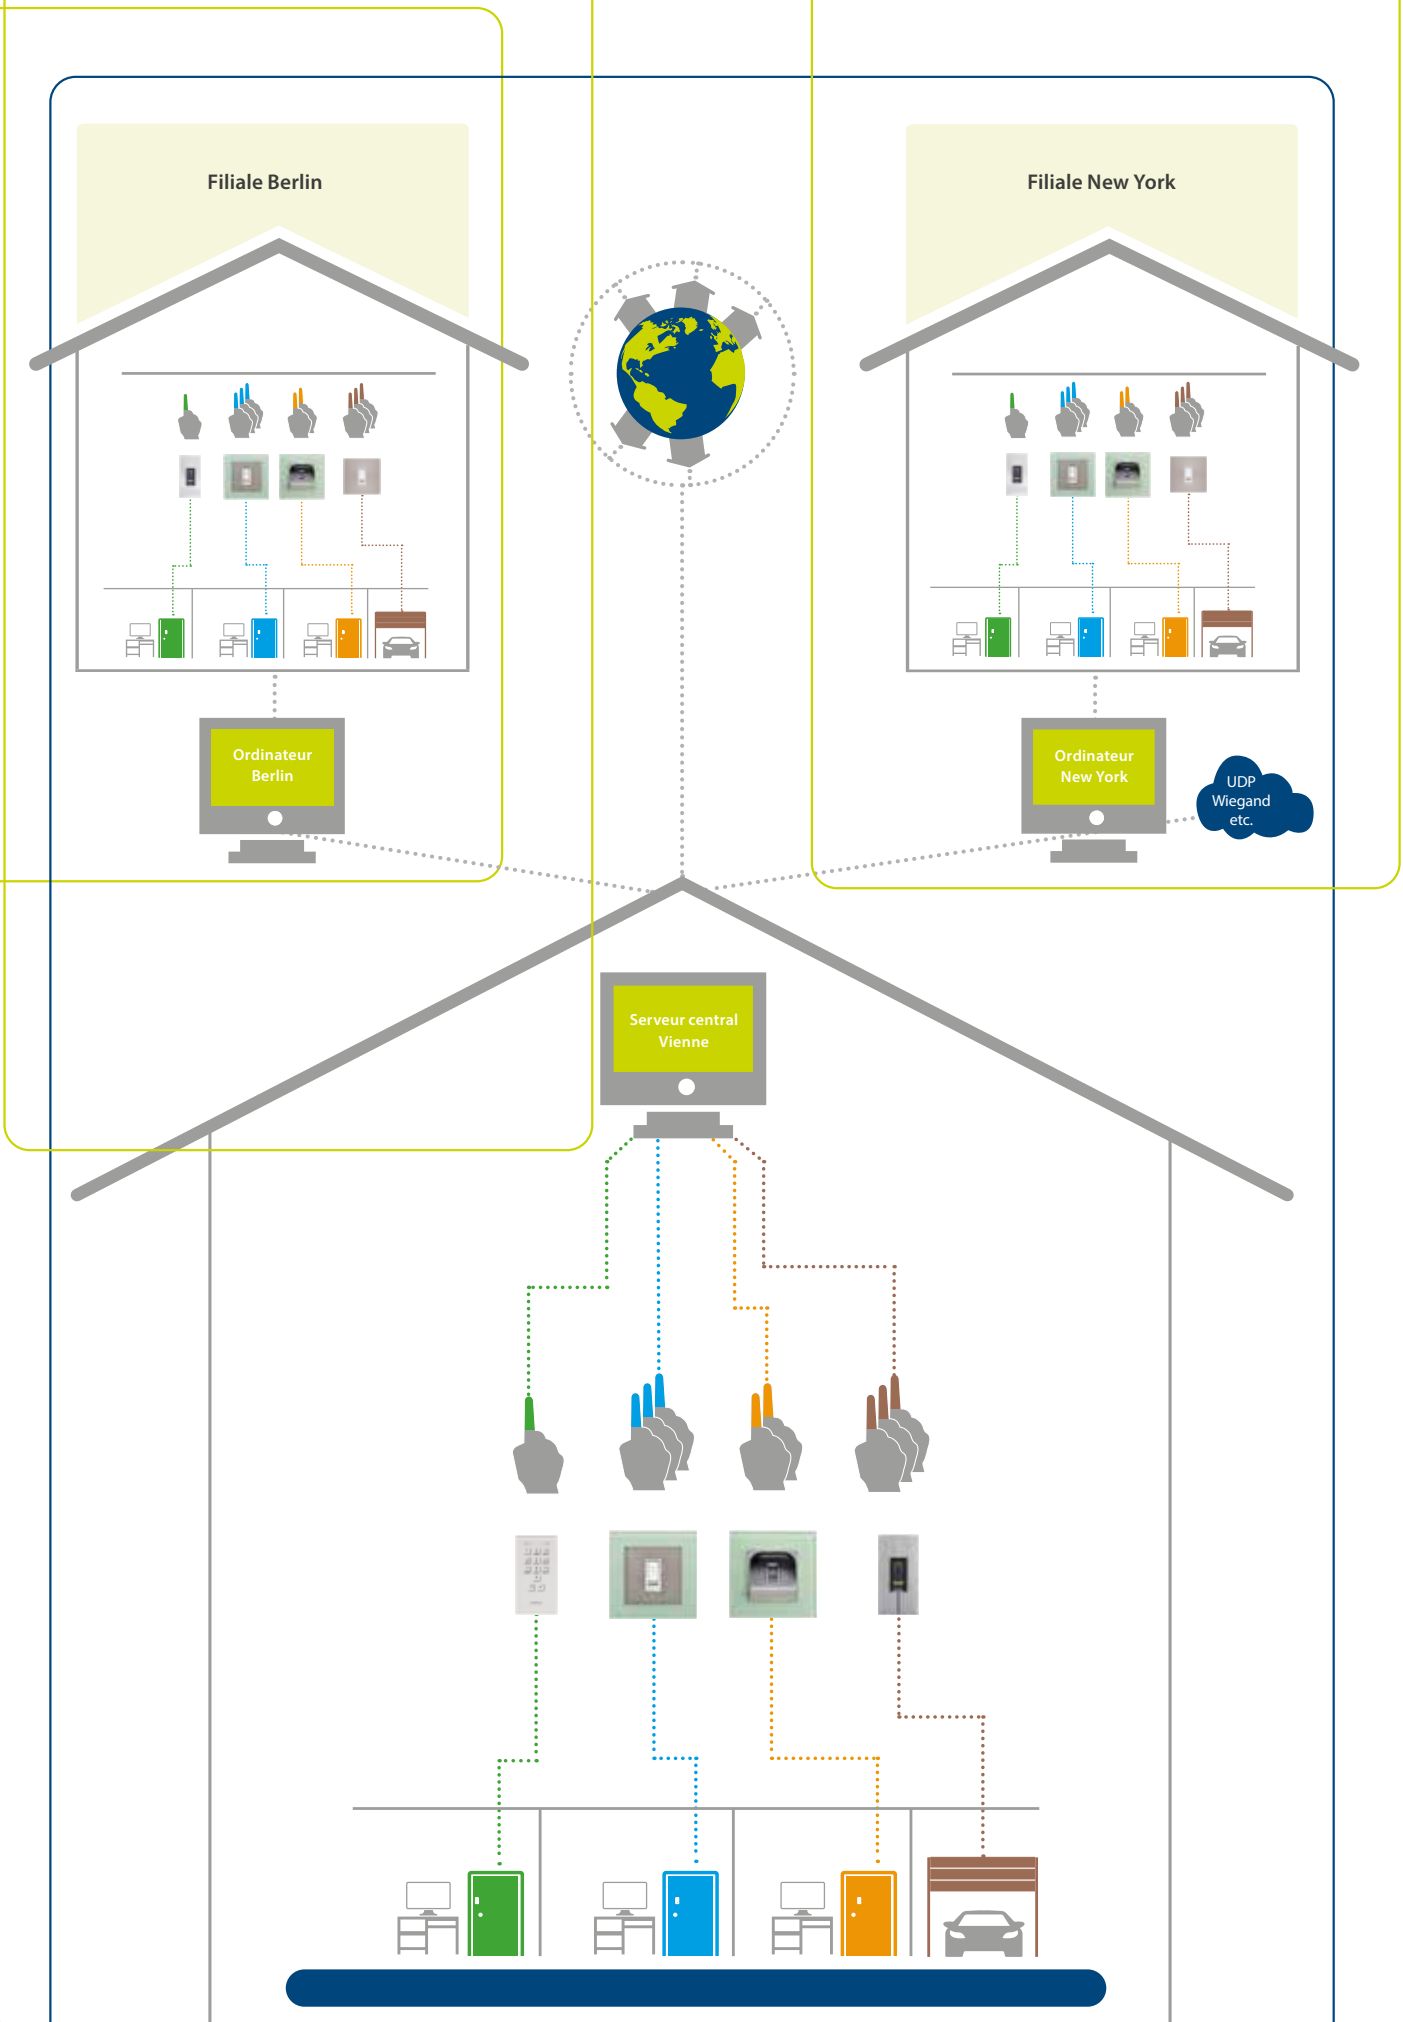 Filiale Berlin
Filiale New York
Ordinateur
Berlin
Ordinateur
New York
UDP
Wiegand
etc.
Serveur central
Vienne